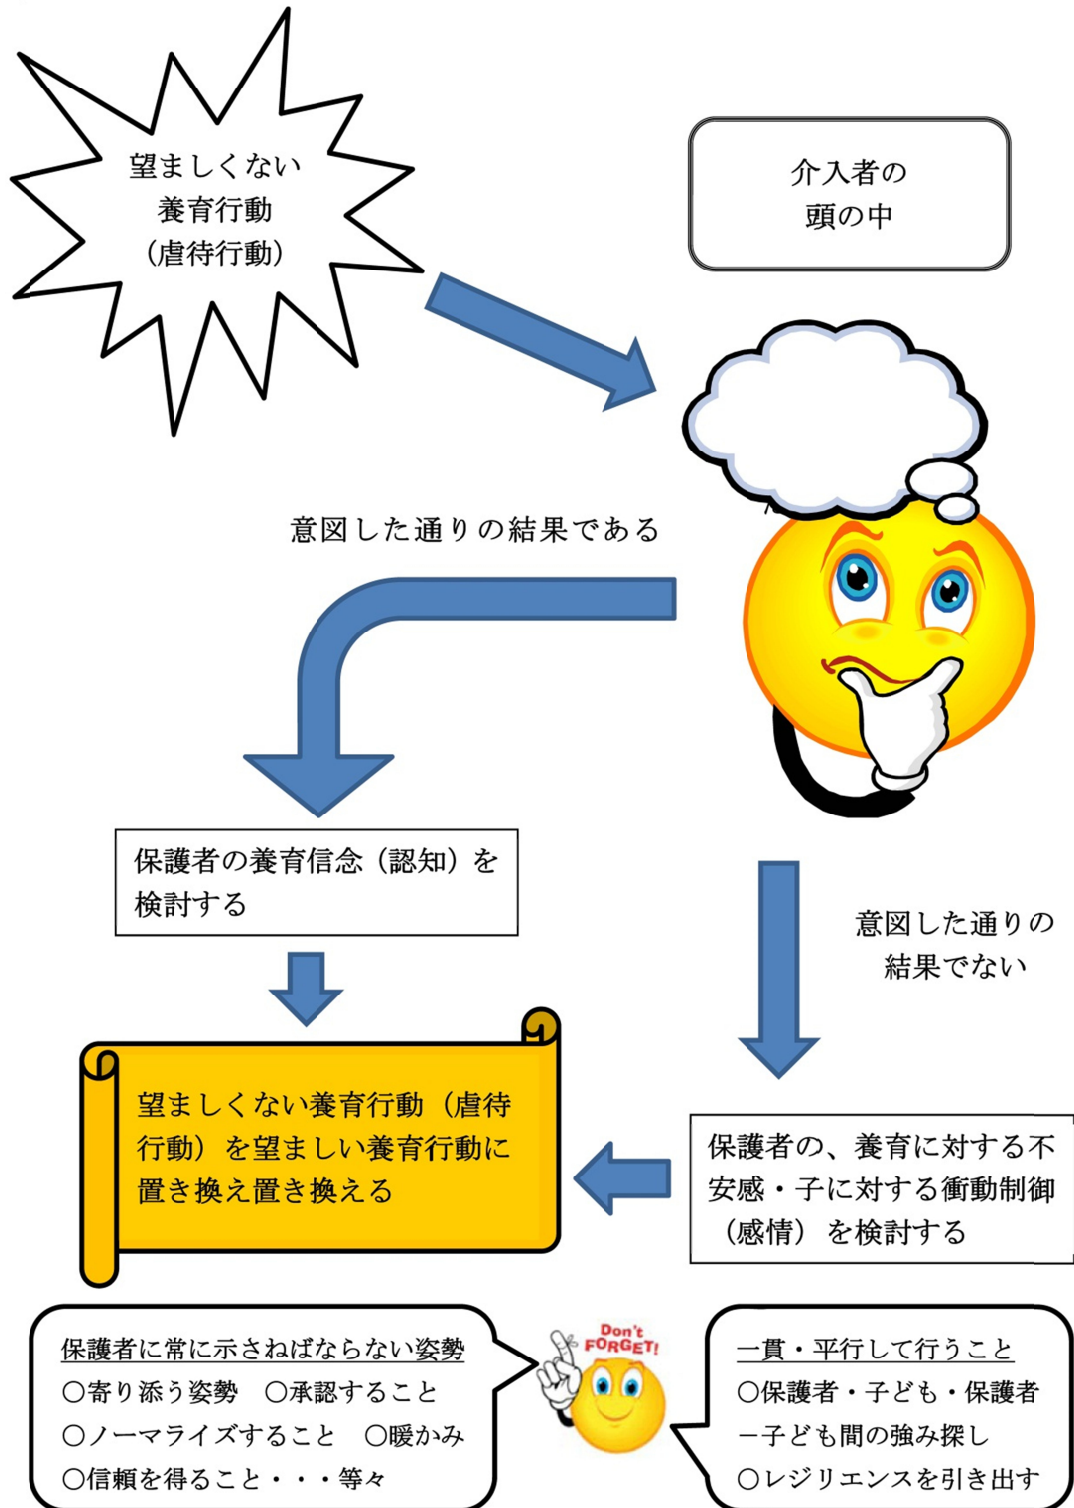 望ましくない
養育行動
（虐待行動）
介入者の
頭の中
意図した通りの結果である
保護者の養育信念（認知）を
検討する
意図した通りの
結果でない
望ましくない養育行動（虐待
行動）を望ましい養育行動に
置き換え置き換える
保護者の、養育に対する不
安感・子に対する衝動制御
（感情）を検討する
保護者に常に示さねばならない姿勢
○寄り添う姿勢　○承認すること
○ノーマライズすること　○暖かみ
○信頼を得ること・・・等々
Don't
FORGET!
一貫・平行して行うこと
○保護者・子ども・保護者
－子ども間の強み探し
○レジリエンスを引き出す